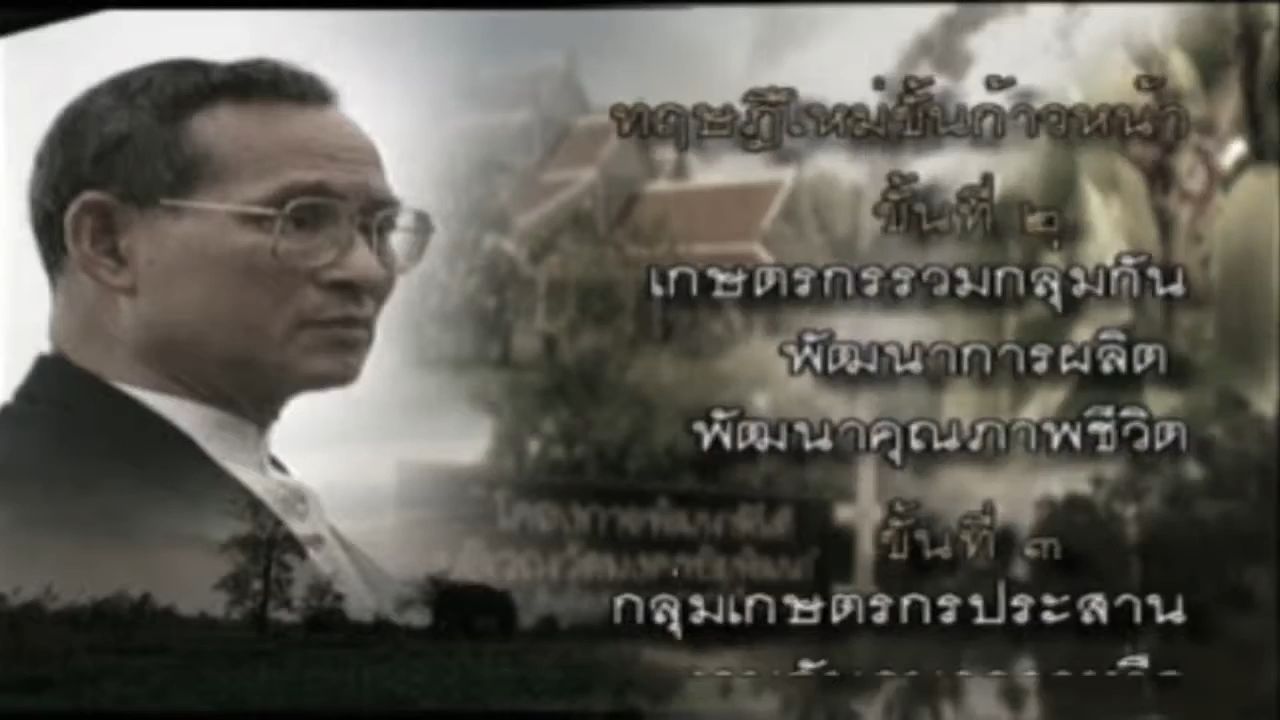 ทฤษฎีใหม่ขั้นก้าวหน้า
ขั้นที่ ๒
เกษตรกรรวมกลุ่มกัน
พัฒนาการผลิต
พัฒนาคุณภาพชีวิต
ขั้นที่ ๓
กลุ่มเกษตรกรประสาน